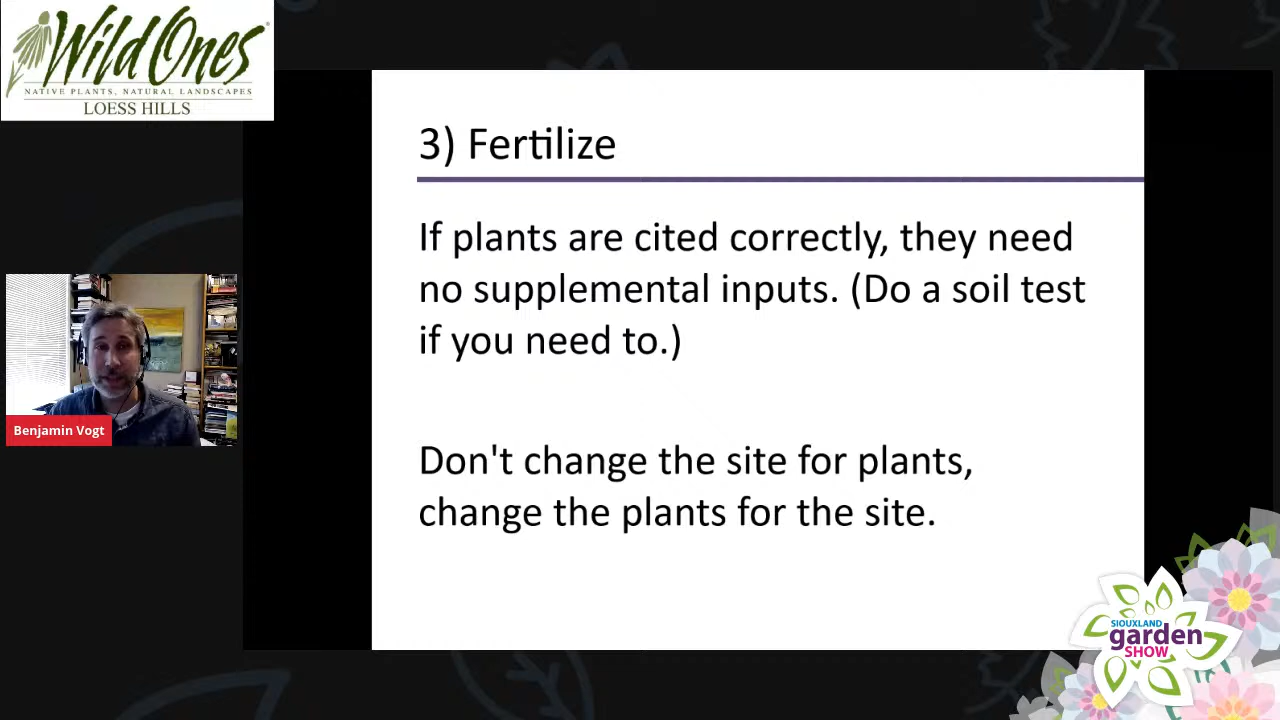 Wild Ones
NATIVE PLANTS, NATURAL LANDSCAPES
LOESS HILLS
3) Fertilize
If plants are cited correctly, they need
no supplemental inputs. (Do a soil test
if you need to.)
Don't change the site for plants,
change the plants for the site.
Benjamin Vogt
SIOUXLAND
garden
SHOW